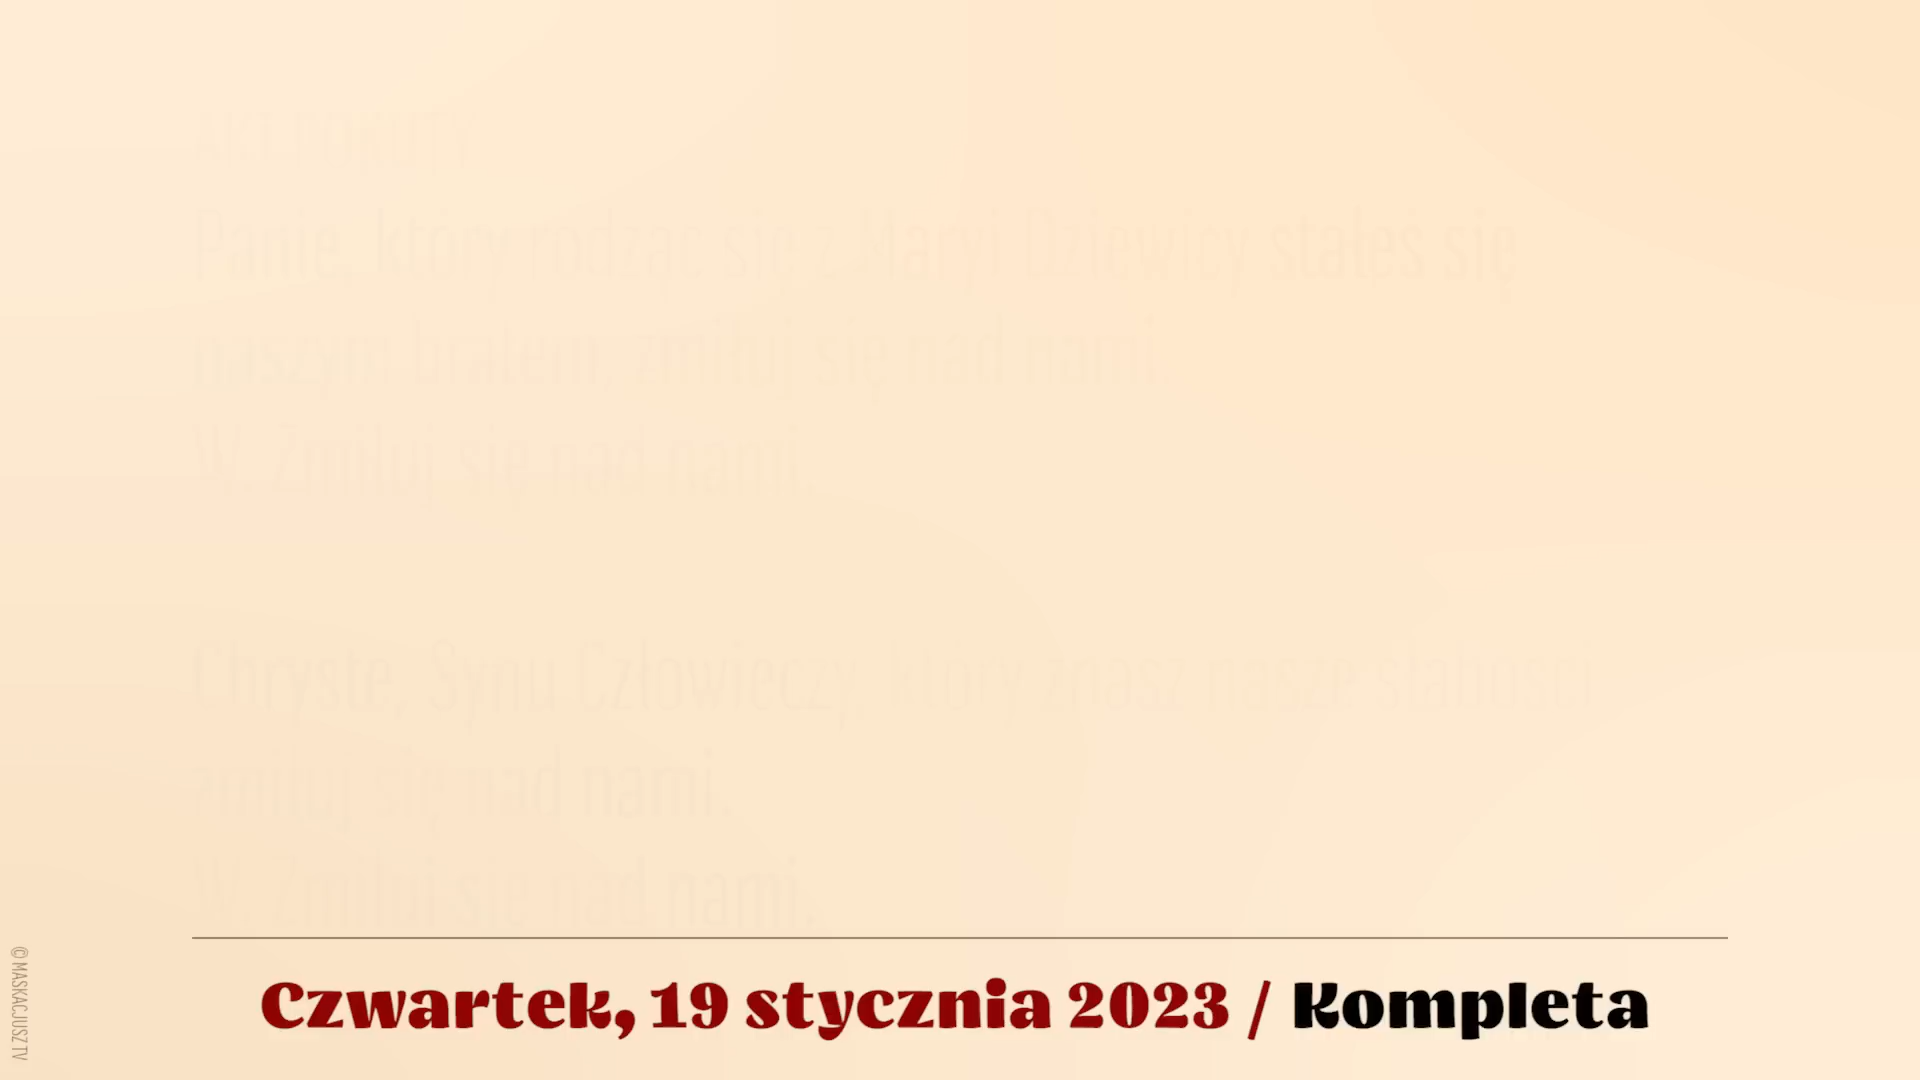 AKT POKUTY
Panie, który rodząc się z Maryi Dziewicy stałeś się
naszym bratem, zmiłuj się nad nami.
W. Zmiłuj się nad nami.
Chryste, Synu Człowieczy, który znasz nasze słabości
zmiłuj się nad nami.
W. Zmiłuj się nad nami.
Czwartek, 19 stycznia 2023 / Kompleta
© MASKACJUSZ TV